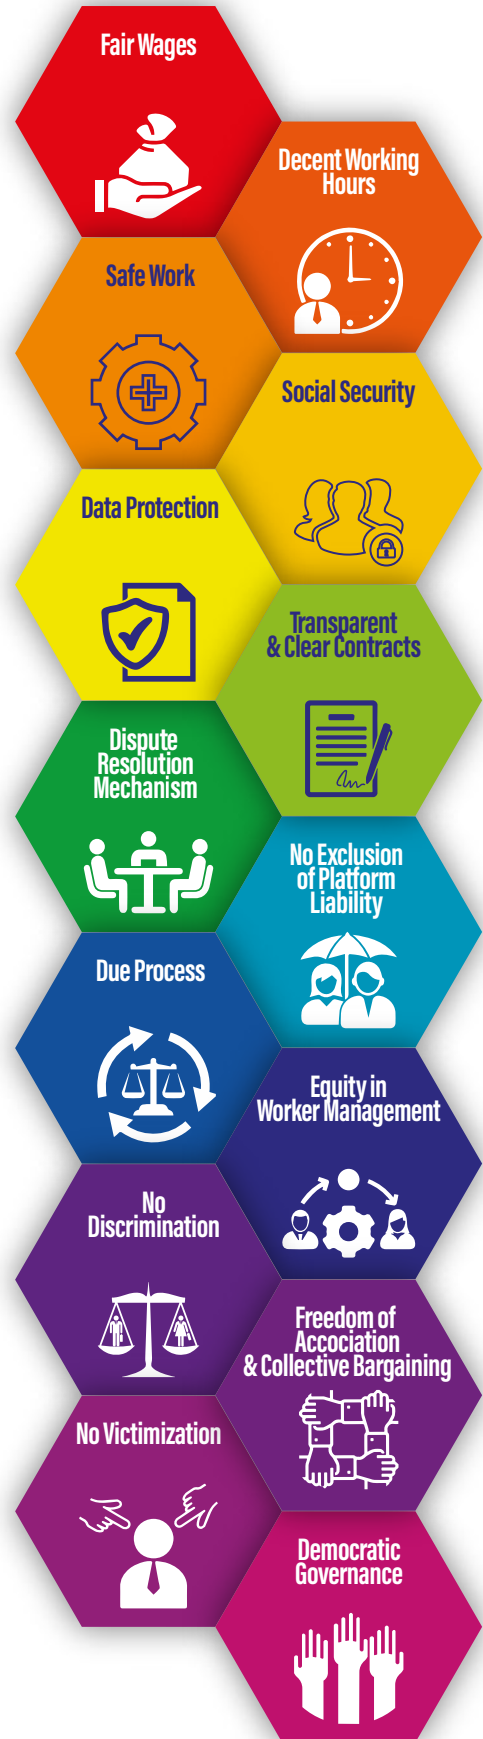 Fair Wages
Decent Working
Hours
Safe Work
Social Security
Data Protection
Transparent
& Clear Contracts
Dispute
Resolution
Mechanism
No Exclusion
of Platform
Liability
Due Process
Equity in
Worker Management
No
Discrimination
Freedom of
Accociation
& Collective Bargaining
No Victimization
Democratic
Governance